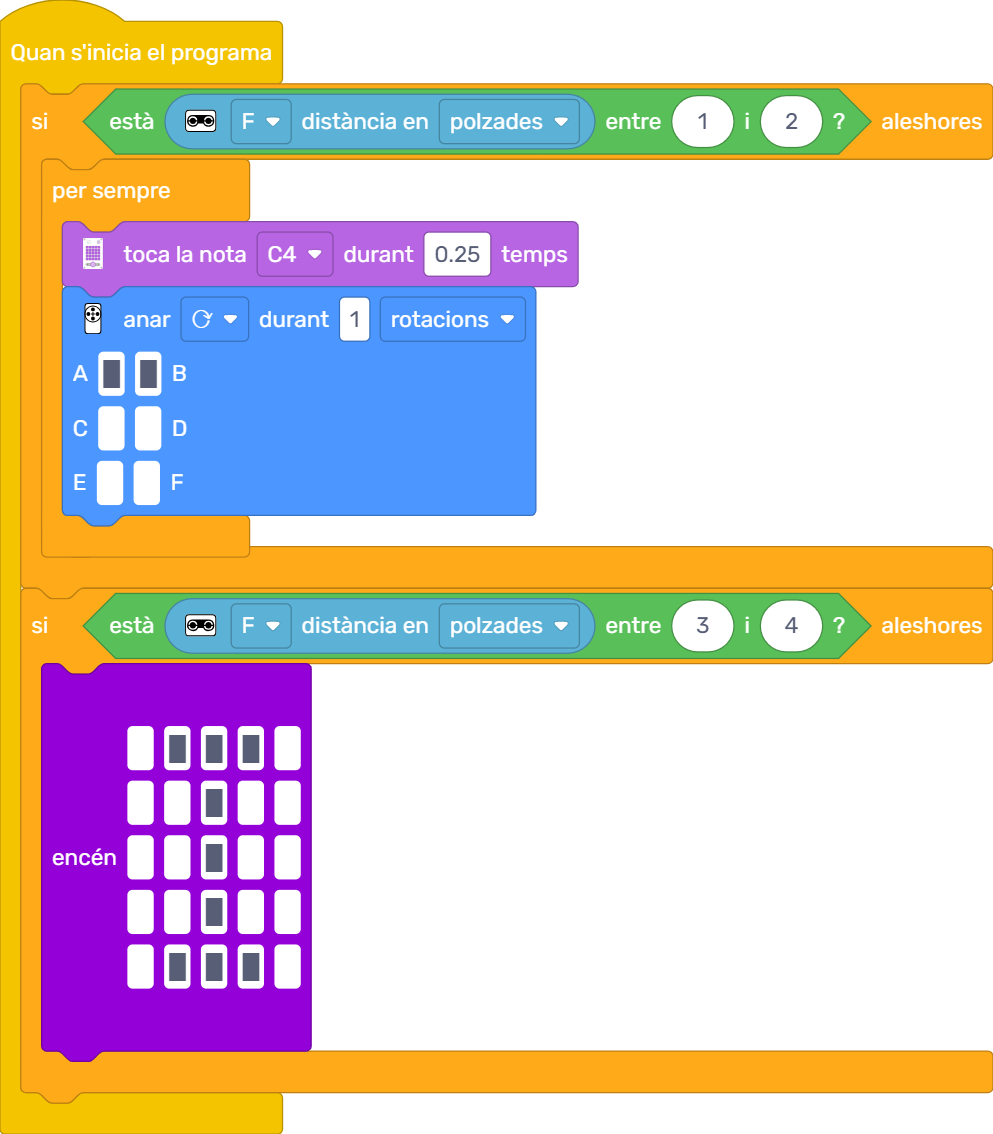 Quan s'inicia el programa
si està F distància en polzades entre 1 i 2 ? aleshores
per sempre
toca la nota C4 durant 0.25 temps
anar durant 1 rotacions
A B
C D
E F
si està F distància en polzades entre 3 i 4 ? aleshores
encén